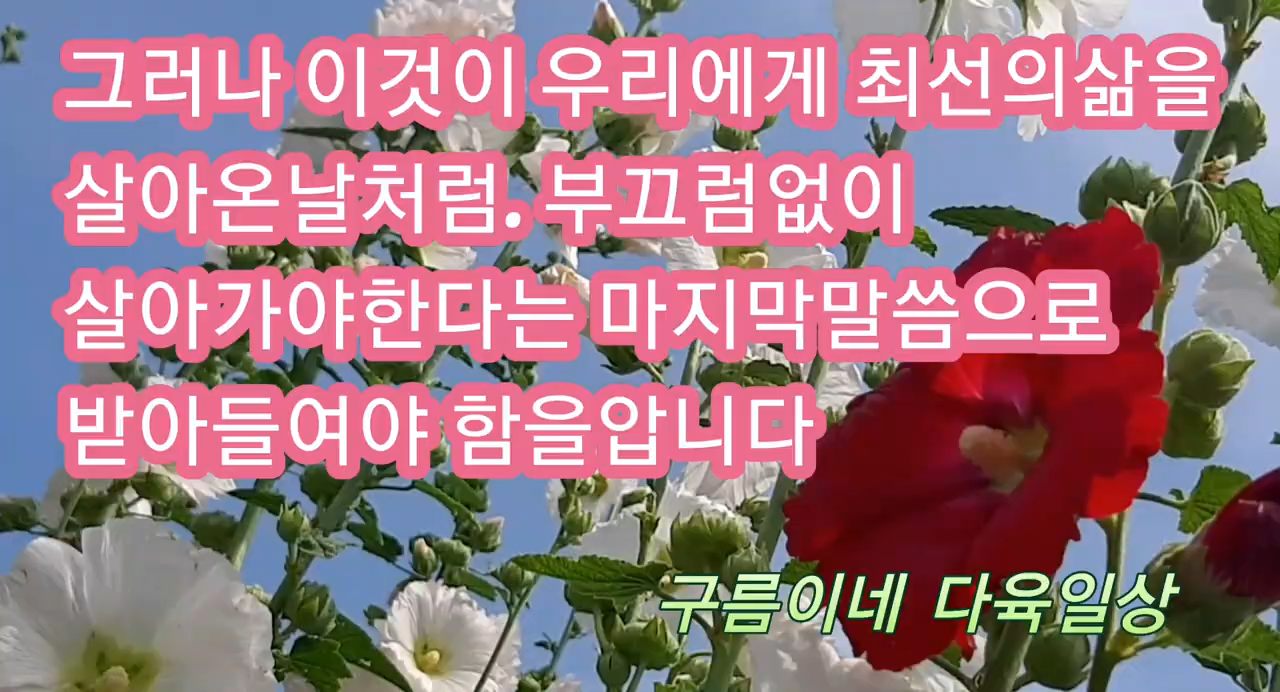 그러나 이것이 우리에게 최선의삶을
살아온날처럼. 부끄럼없이
살아가야한다는 마지막말씀으로
받아들여야 함을압니다
구름이네 다육일상